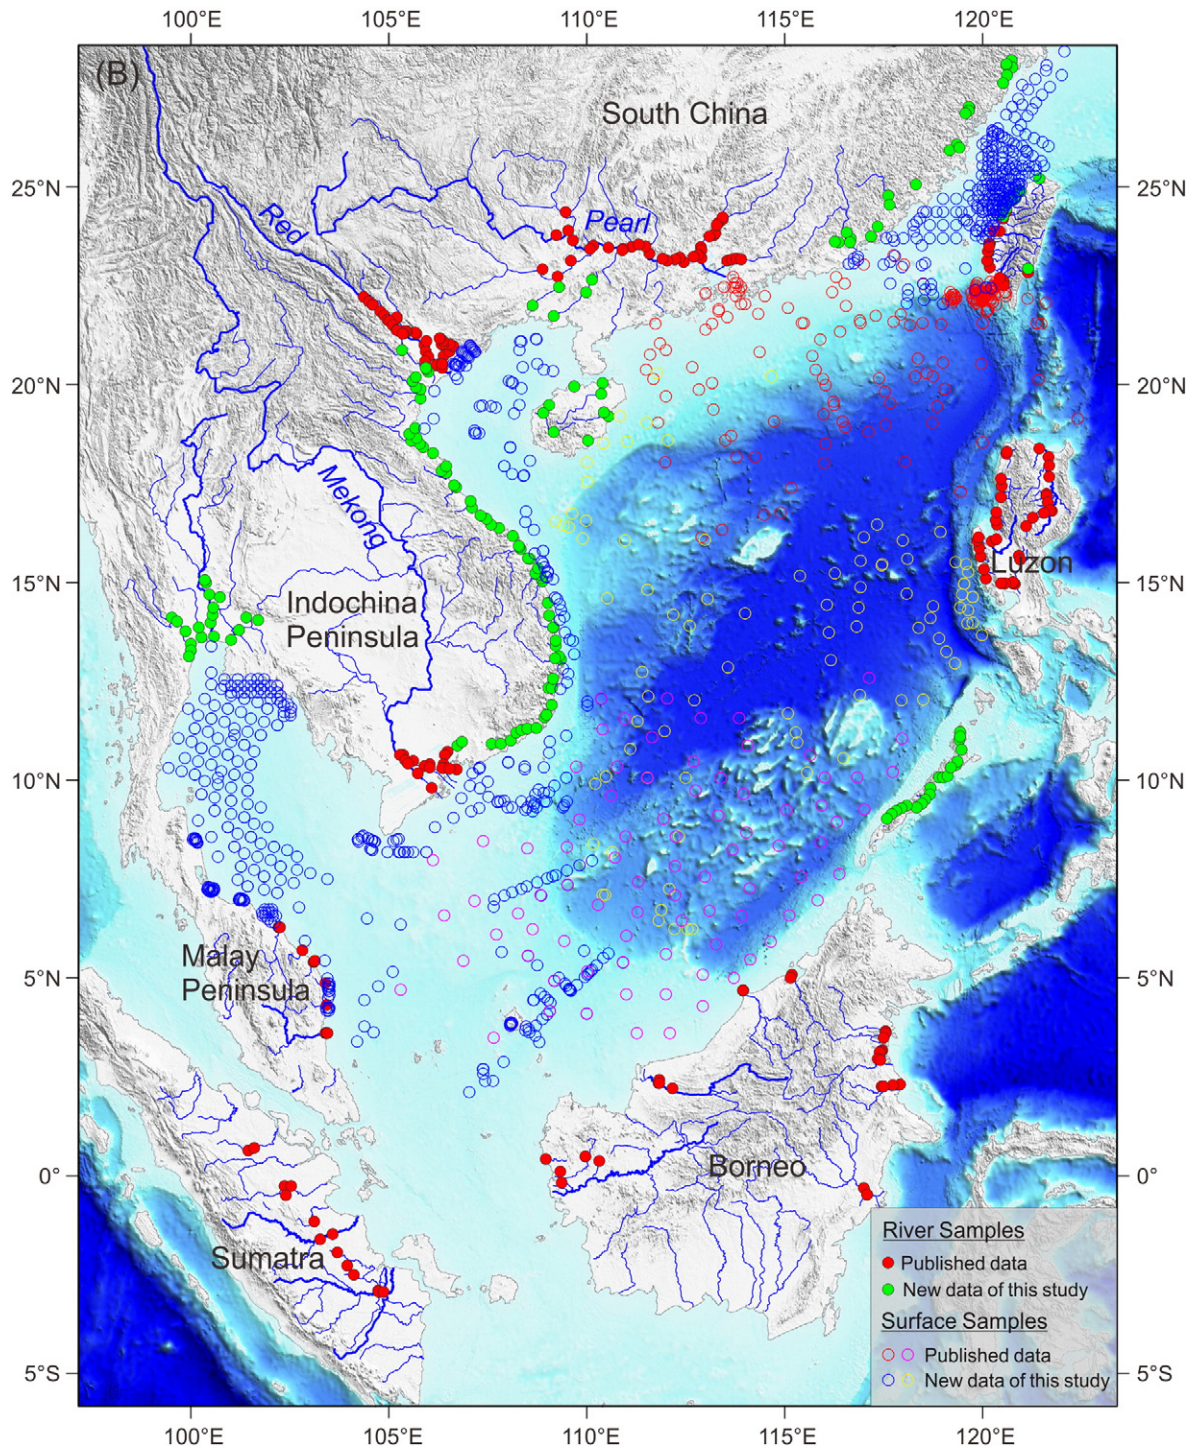 100°E 105°E 110°E 115°E 120°E
(B)
South China
25°N 25°N
Red
Pearl
20°N 20°N
Mekong
15°N 15°N
Luzon
Indochina
Peninsula
10°N 10°N
Malay
Peninsula
5°N 5°N
Borneo
0° 0°
Sumatra
River Samples
Published data
New data of this study
Surface Samples
Published data
New data of this study
5°S 5°S
100°E 105°E 110°E 115°E 120°E